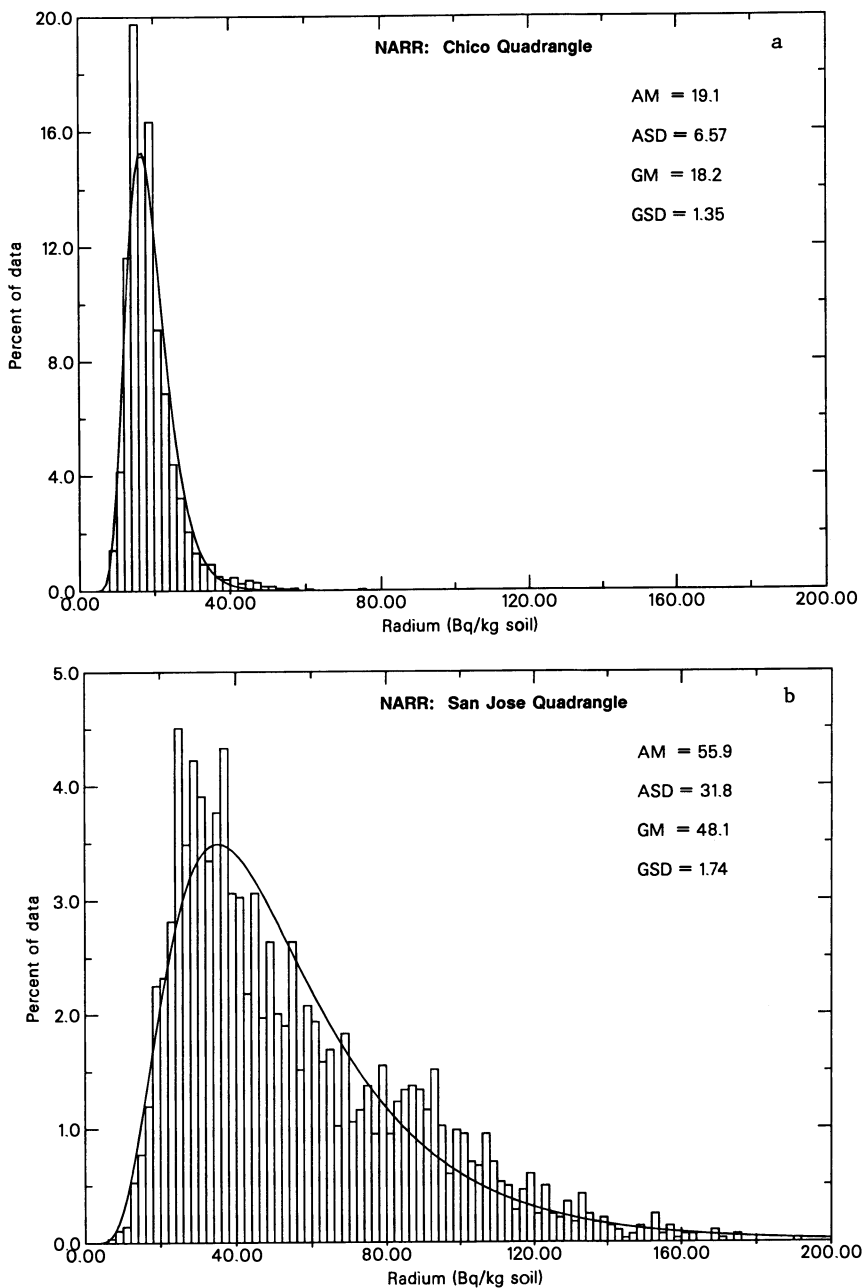 NARR: Chico Quadrangle
a
AM = 19.1
ASD = 6.57
GM = 18.2
GSD = 1.35
Percent of data
20.0
16.0
12.0
8.0
4.0
0.0
0.00 40.00 80.00 120.00 160.00 200.00
Radium (Bq/kg soil)
NARR: San Jose Quadrangle
b
AM = 55.9
ASD = 31.8
GM = 48.1
GSD = 1.74
Percent of data
5.0
4.0
3.0
2.0
1.0
0.0
0.00 40.00 80.00 120.00 160.00 200.00
Radium (Bq/kg soil)